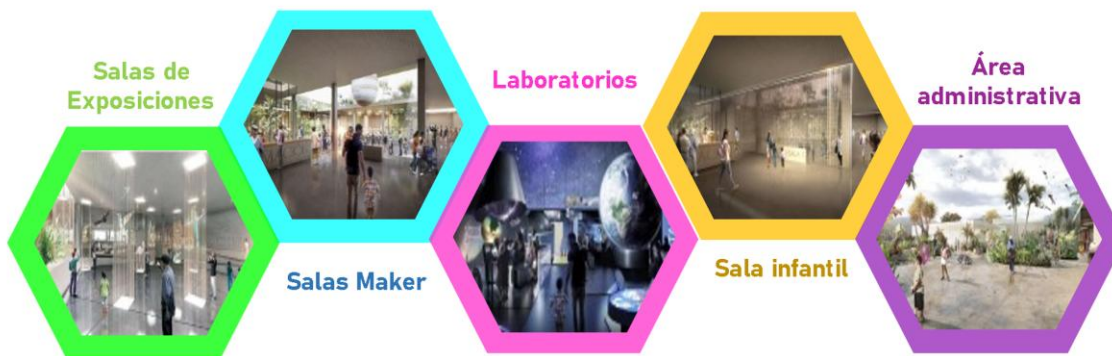 Salas de
Exposiciones
Salas Maker
Laboratorios
Sala infantil
Área
administrativa